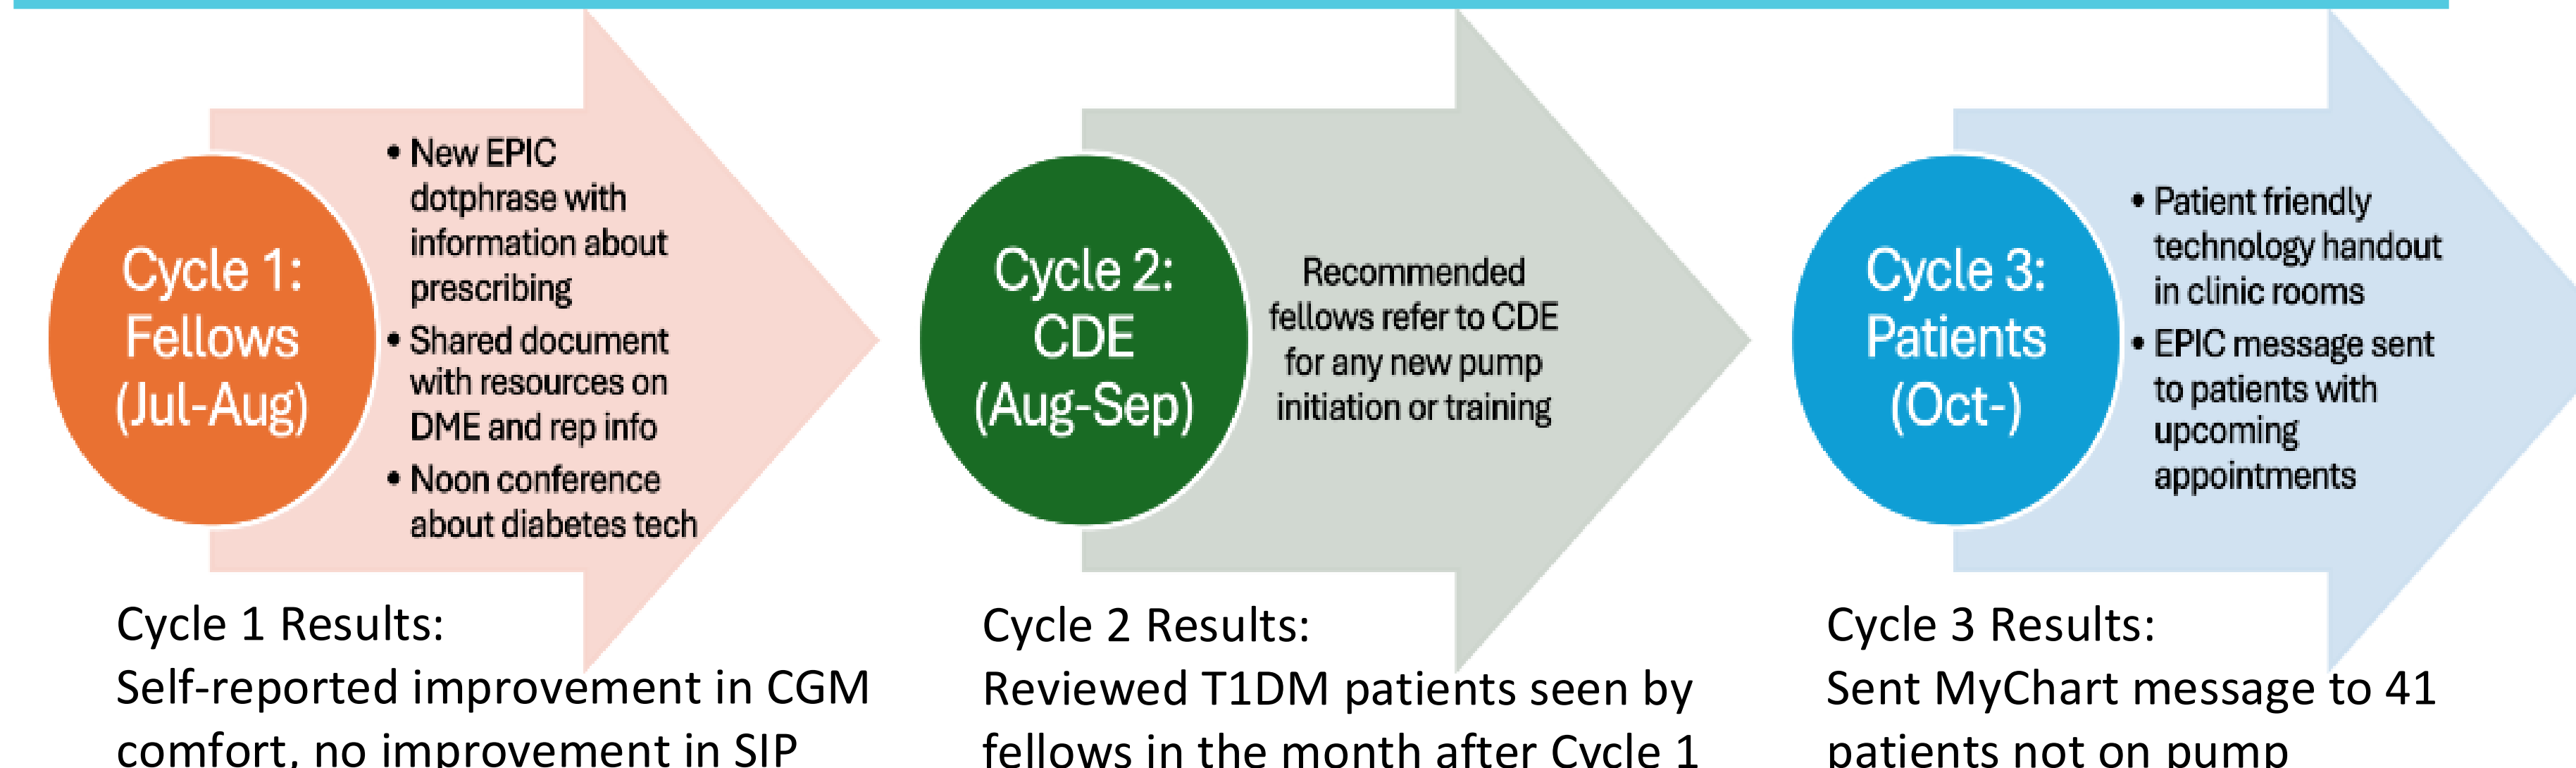 Cycle 1:
Fellows
(Jul-Aug)
• New EPIC
dotphrase with
information about
prescribing
• Shared document
with resources on
DME and rep info
• Noon conference
about diabetes tech
Cycle 2:
CDE
(Aug-Sep)
Recommended
fellows refer to CDE
for any new pump
initiation or training
Cycle 3:
Patients
(Oct-)
• Patient friendly
technology handout
in clinic rooms
• EPIC message sent
to patients with
upcoming
appointments
Cycle 1 Results:
Self-reported improvement in CGM
comfort, no improvement in SIP
Cycle 2 Results:
Reviewed T1DM patients seen by
fellows in the month after Cycle 1
Cycle 3 Results:
Sent MyChart message to 41
patients not on pump